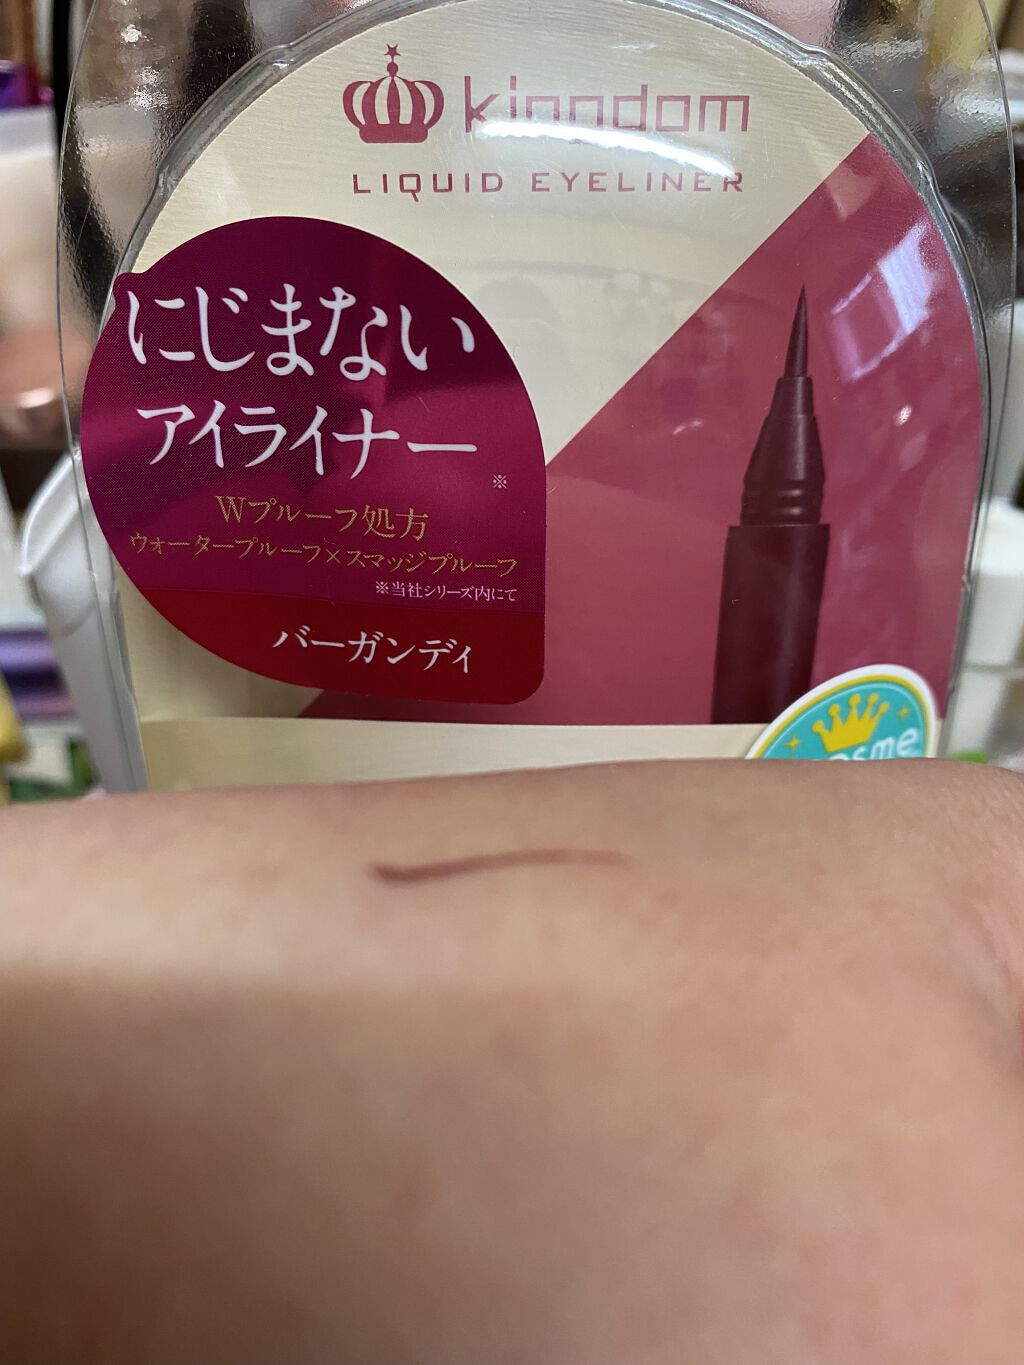 kingdom
LIQUID EYELINER
にじまない
アイライナー
※
Wプルーフ処方
ウォータープルーフ×スマッジプルーフ
※当社シリーズ内にて
バーガンディ